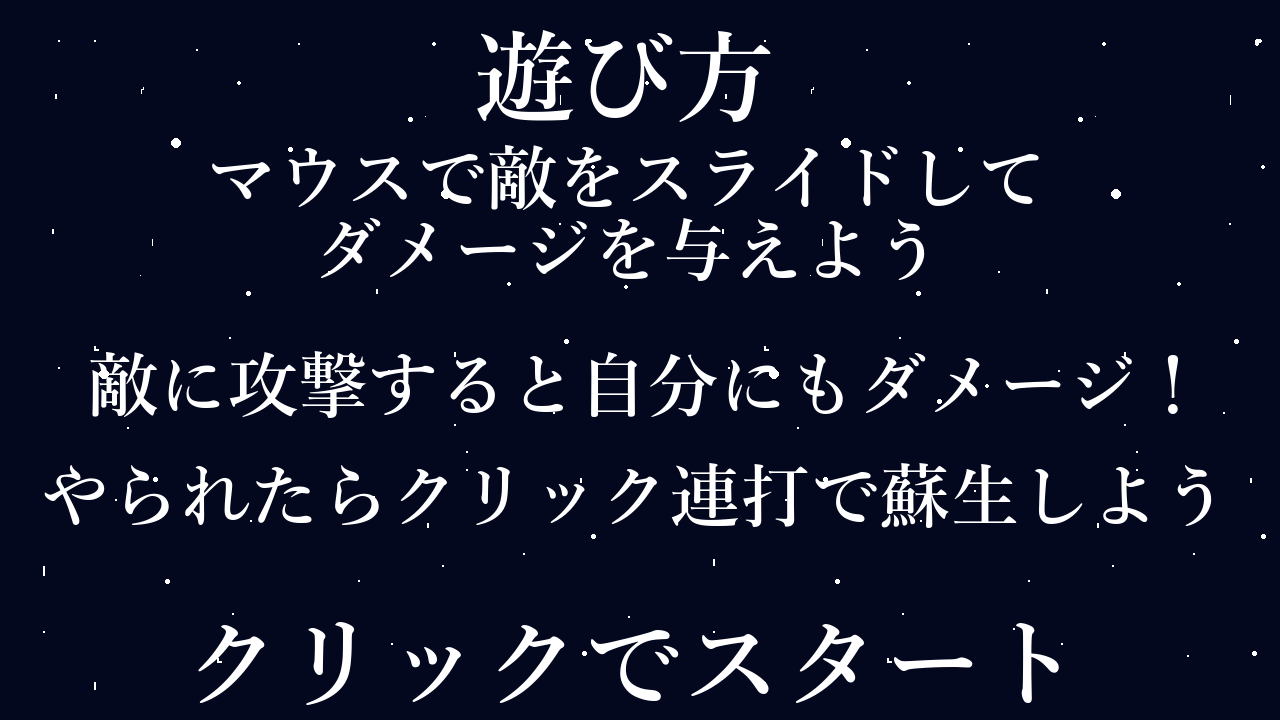 遊び方
マウスで敵をスライドして
ダメージを与えよう
敵に攻撃すると自分にもダメージ！
やられたらクリック連打で蘇生しよう
クリックでスタート